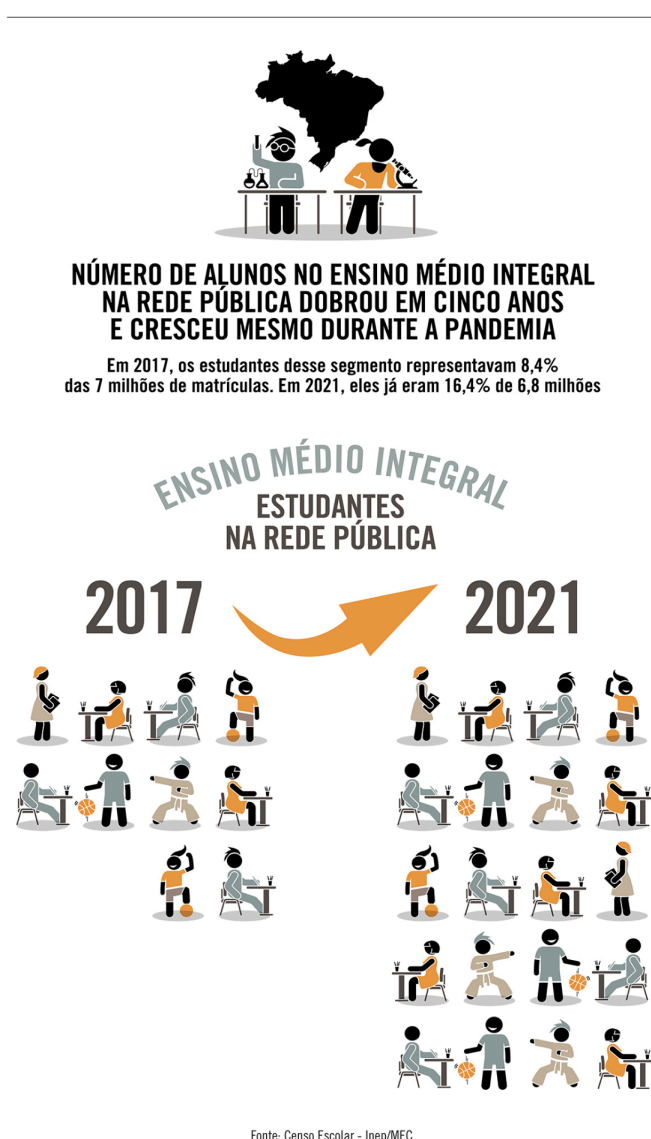 NÚMERO DE ALUNOS NO ENSINO MÉDIO INTEGRAL
NA REDE PÚBLICA DOBROU EM CINCO ANOS
E CRESCEU MESMO DURANTE A PANDEMIA
Em 2017, os estudantes desse segmento representavam 8,4%
das 7 milhões de matrículas. Em 2021, eles já eram 16,4% de 6,8 milhões
ENSINO MÉDIO INTEGRAL
ESTUDANTES
NA REDE PÚBLICA
2017
2021
Fonte: Censo Escolar - Inep/MEC